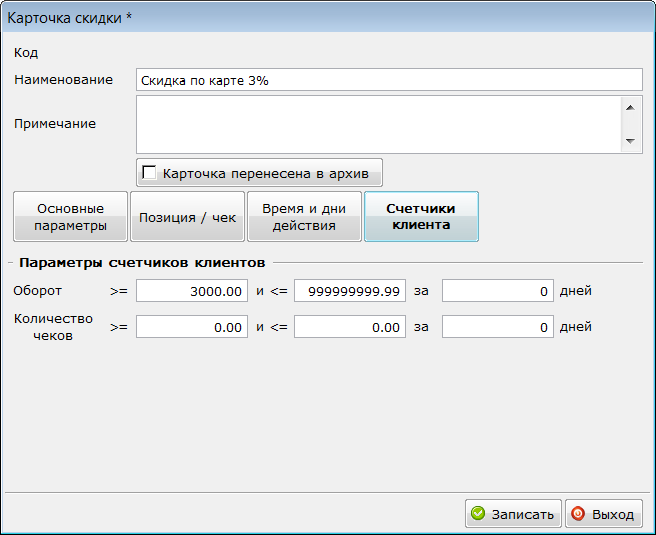 Карточка скидки *
Код
Наименование Скидка по карте 3%
Примечание
Карточка перенесена в архив
Основные параметры Позиция / чек Время и дни действия Счетчики клиента
Параметры счетчиков клиентов
Оборот >= 3000.00 и <= 999999999.99 за 0 дней
Количество чеков >= 0.00 и <= 0.00 за 0 дней
Записать Выход